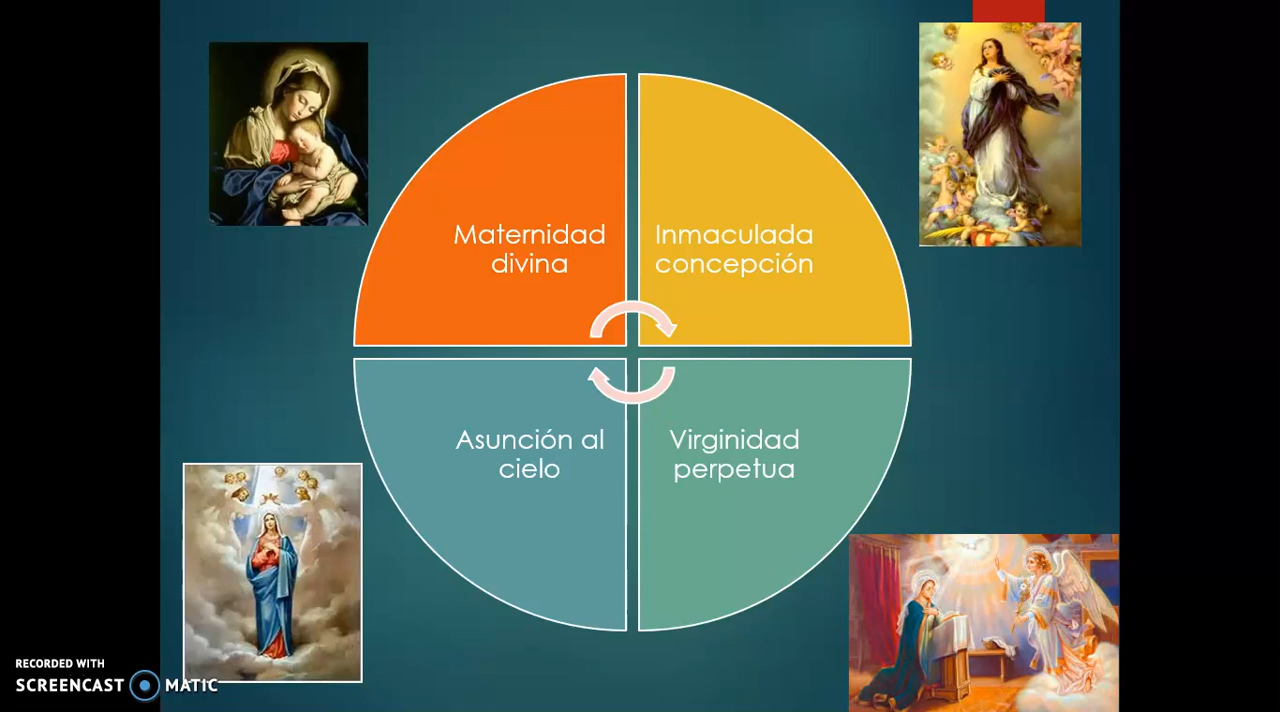 Maternidad
divina
Inmaculada
concepción
Asunción al
cielo
Virginidad
perpetua
RECORDED WITH
SCREENCAST MATIC